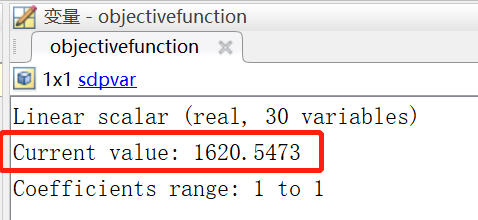 变量 - objectivefunction
objectivefunction
1x1 sdpvar
Linear scalar (real, 30 variables)
Current value: 1620.5473
Coefficients range: 1 to 1